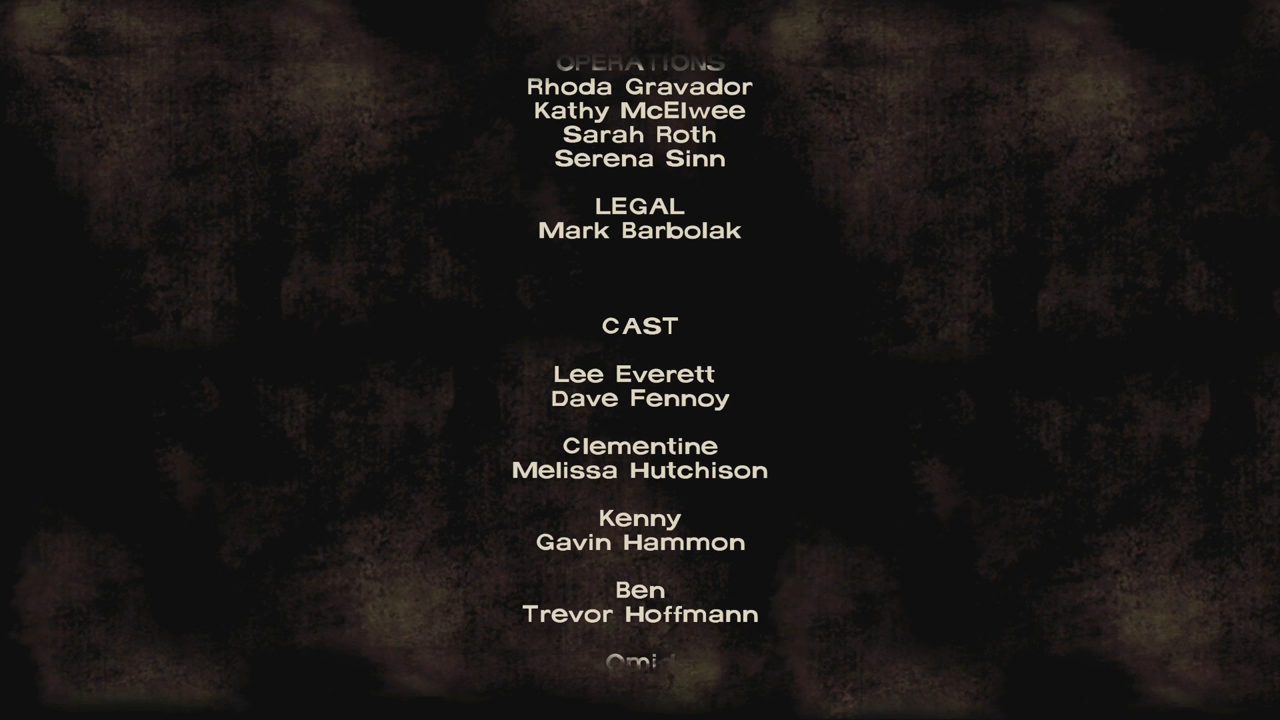 OPERATIONS
Rhoda Gravador
Kathy McElwee
Sarah Roth
Serena Sinn
LEGAL
Mark Barbolak
CAST
Lee Everett
Dave Fennoy
Clementine
Melissa Hutchison
Kenny
Gavin Hammon
Ben
Trevor Hoffmann
Omid